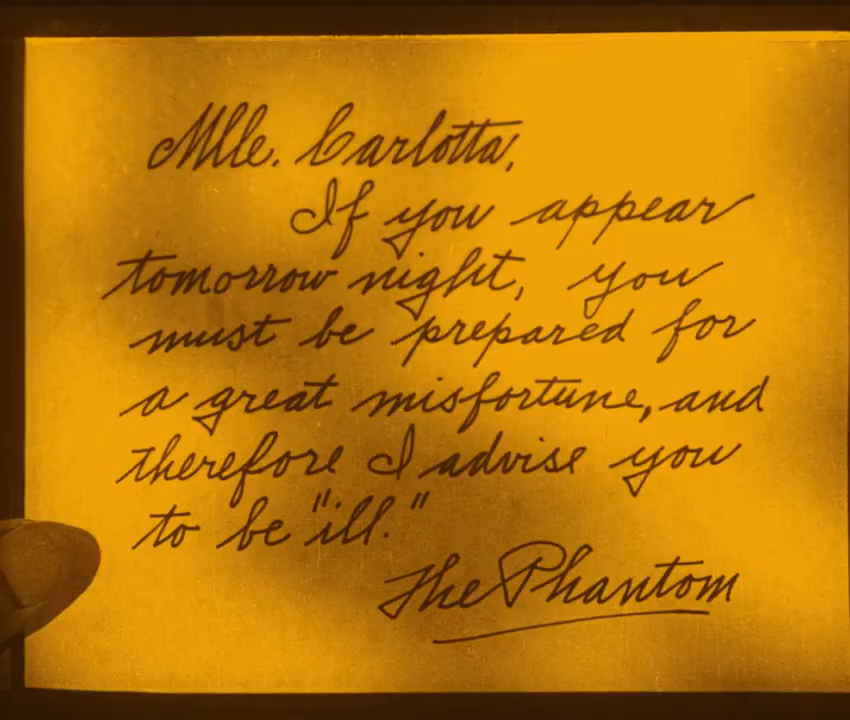 Mlle. Carlotta,
If you appear
tomorrow night, you
must be prepared for
a great misfortune, and
therefore I advise you
to be "ill."
The Phantom